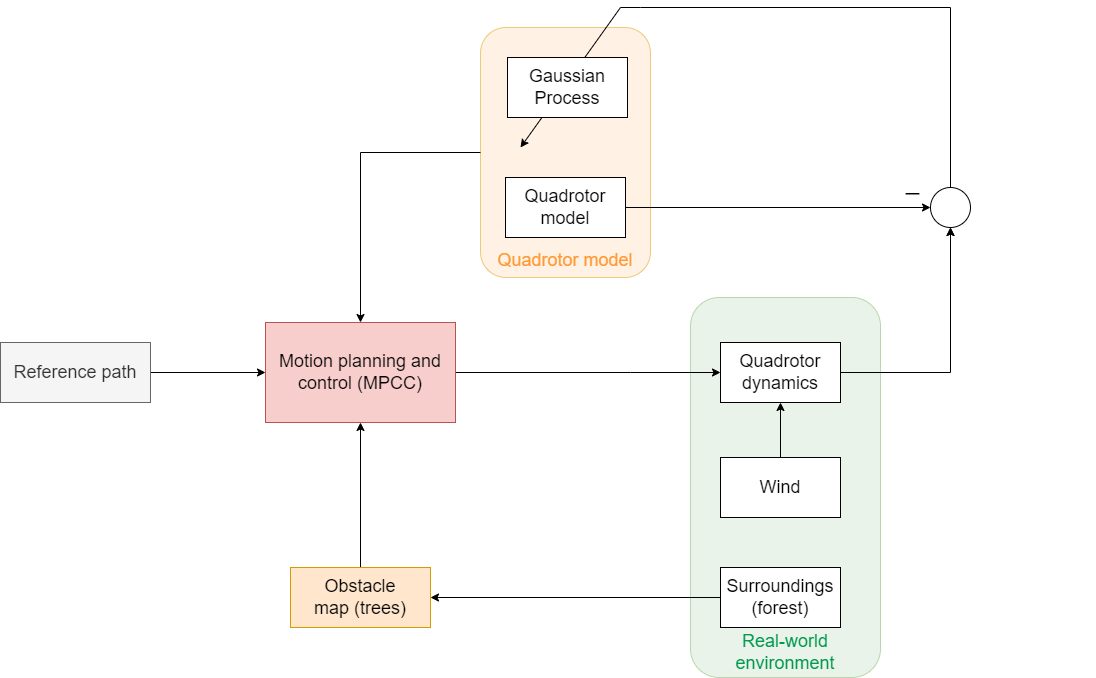 Gaussian
Process
Quadrotor
model
–
Quadrotor model
Reference path
Motion planning and
control (MPCC)
Quadrotor
dynamics
Wind
Obstacle
map (trees)
Surroundings
(forest)
Real-world
environment